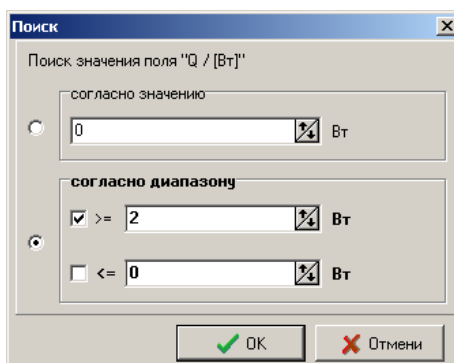 Поиск
Поиск значения поля "Q / [Вт]"
согласно значению
0 Вт
согласно диапазону
>= 2 Вт
<= 0 Вт
OK Отмени